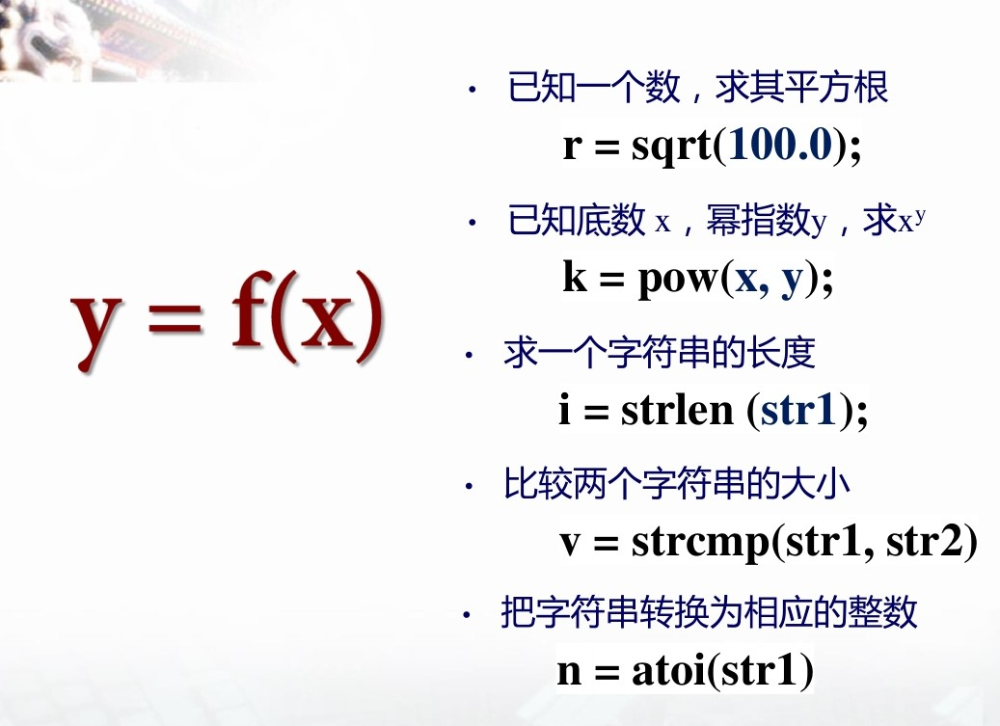 y = f(x)
• 已知一个数，求其平方根
r = sqrt(100.0);
• 已知底数 x，幂指数y，求xʸ
k = pow(x, y);
• 求一个字符串的长度
i = strlen (str1);
• 比较两个字符串的大小
v = strcmp(str1, str2)
• 把字符串转换为相应的整数
n = atoi(str1)